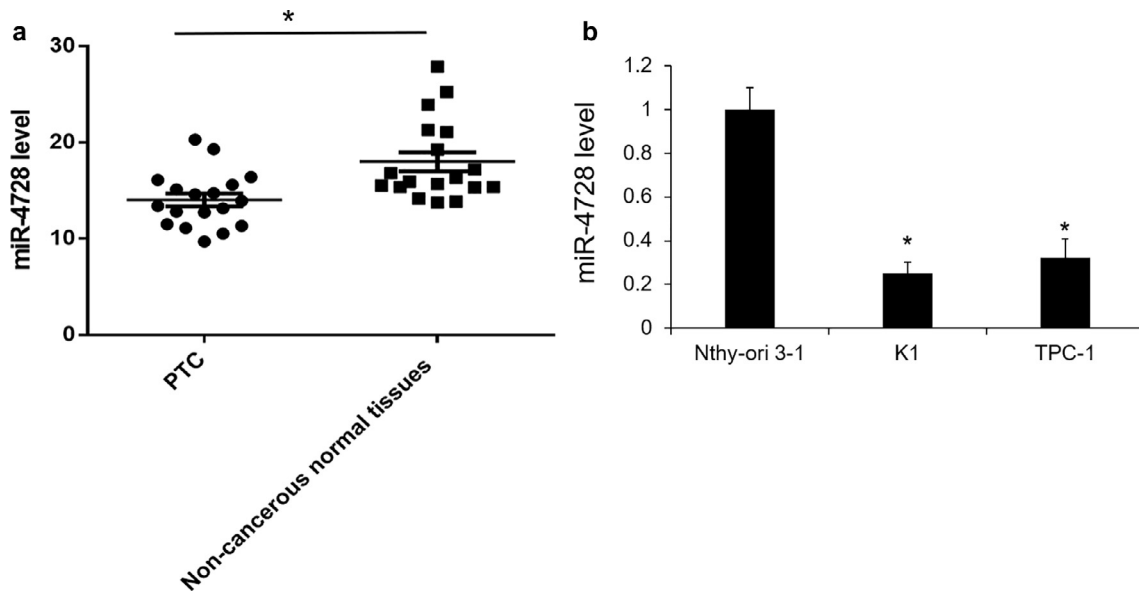 a
*
miR-4728 level
30
20
10
0
PTC
Non-cancerous normal tissues
b
miR-4728 level
1.2
1
0.8
0.6
0.4
0.2
0
*
*
Nthy-ori 3-1
K1
TPC-1